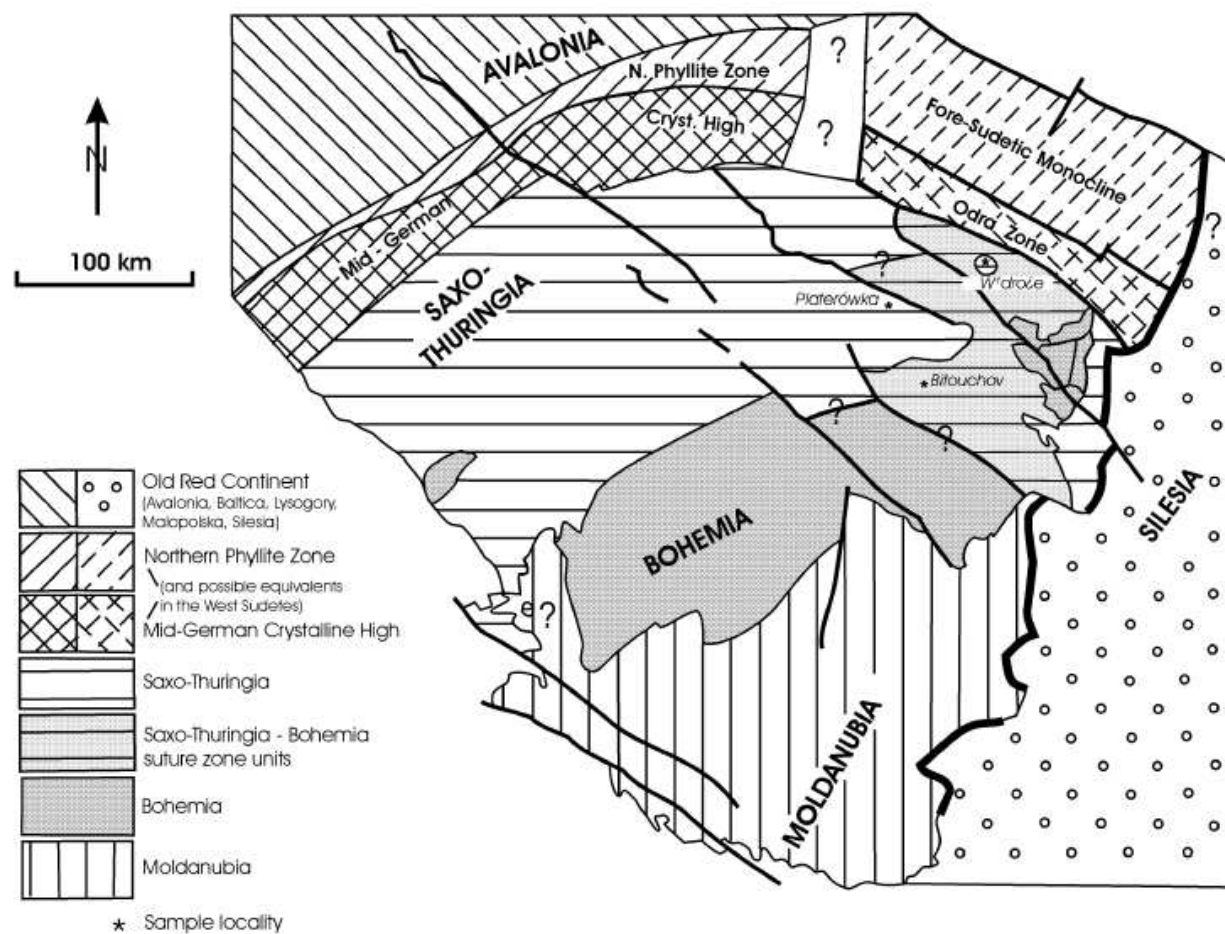 AVALONIA
N. Phyllite Zone
Cryst. High
Mid - German
?
?
Fore-Sudetic Monocline
Odra Zone
?
N
100 km
SAXO-
THURINGIA
?
Platerówka *
*
Bítouchov
*
?
?
BOHEMIA
SILESIA
?
MOLDANUBIA
Old Red Continent
(Avalonia, Baltica, Lysogory,
Malopolska, Silesia)
Northern Phyllite Zone
(and possible equivalents
in the West Sudetes)
Mid-German Crystalline High
Saxo-Thuringia
Saxo-Thuringia - Bohemia
suture zone units
Bohemia
Moldanubia
* Sample locality